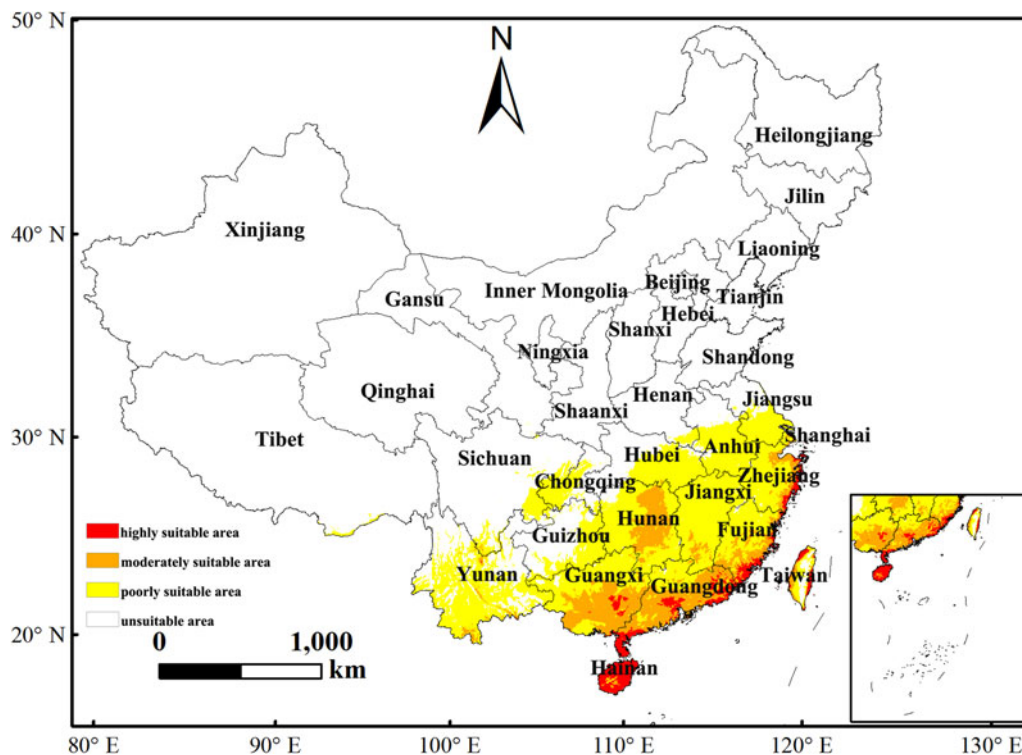 50° N
N
Heilongjiang
Jilin
Xinjiang
40° N
Liaoning
Beijing
Inner Mongolia
Tianjin
Gansu
Hebei
Shanxi
Ningxia
Shandong
Qinghai
Henan
Jiangsu
Shaanxi
30° N
Tibet
Shanghai
Anhui
Hubei
Sichuan
Zhejiang
Chongqing
Jiangxi
Hunan
Fujian
highly suitable area
Guizhou
moderately suitable area
Yunan
Guangxi
Taiwan
Guangdong
poorly suitable area
unsuitable area
20° N
0 1,000
km
Hainan
80° E 90° E 100° E 110° E 120° E 130° E